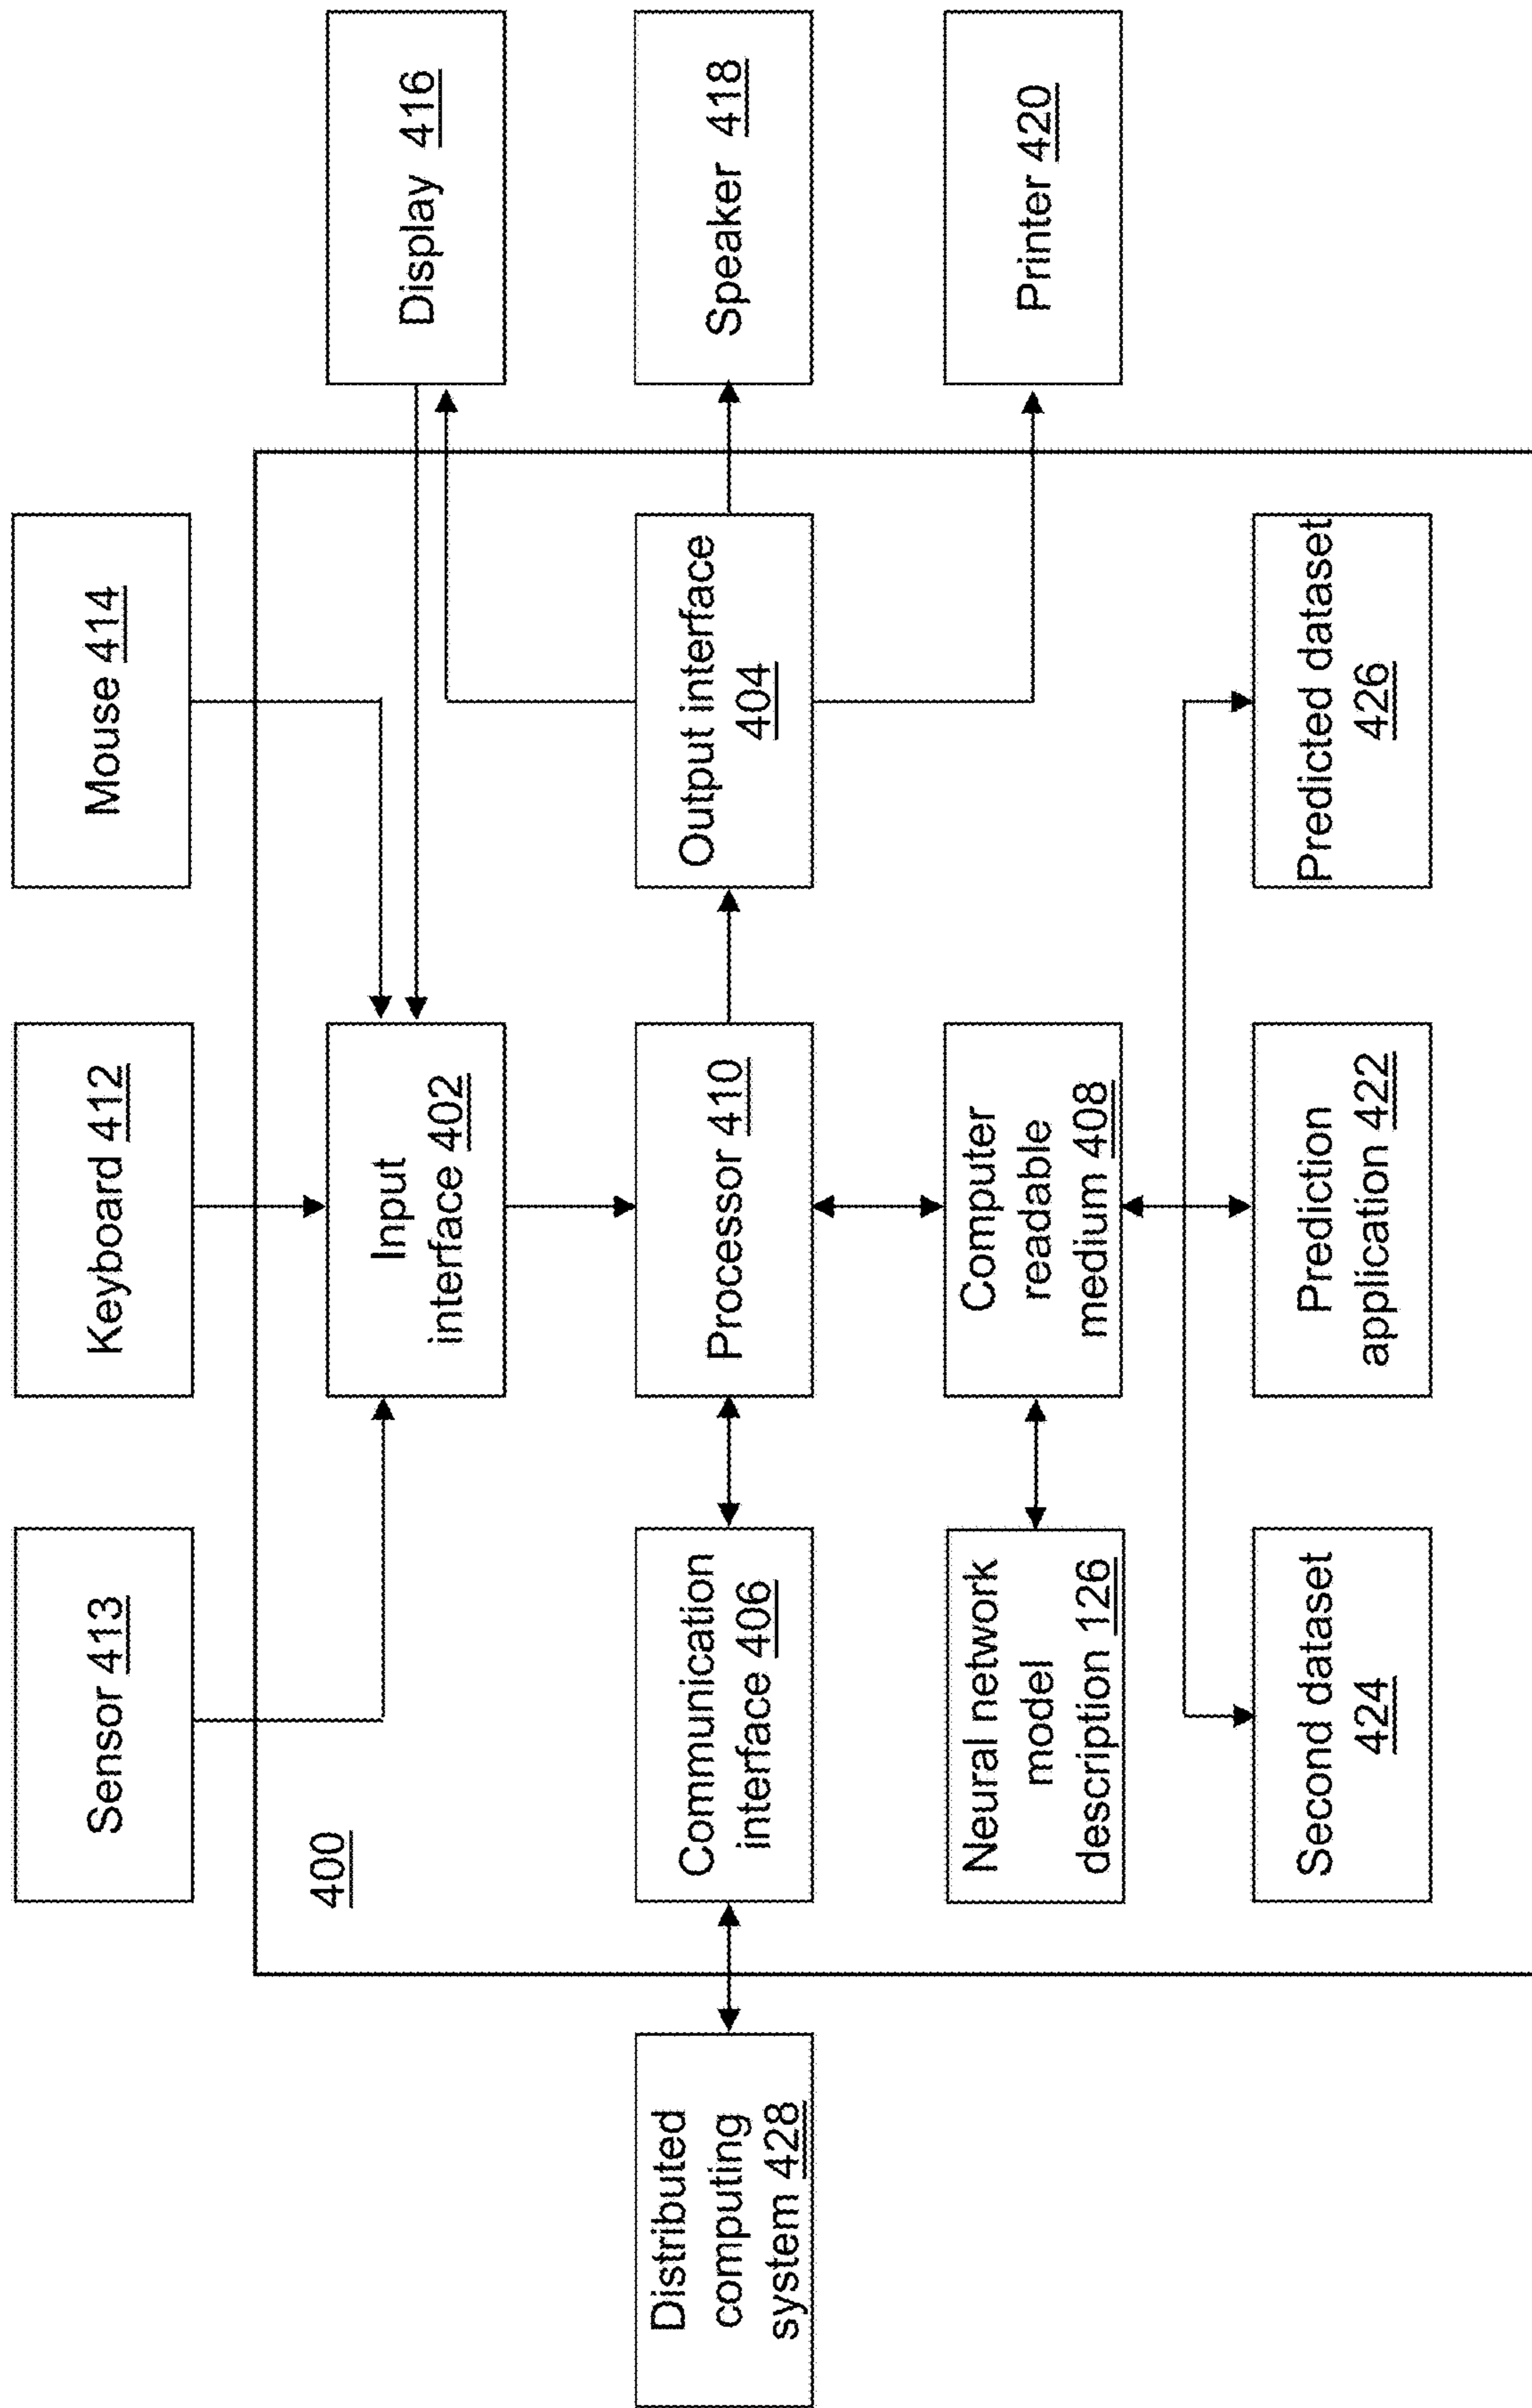 Sensor 413
Keyboard 412
Mouse 414
400
Input
interface 402
Display 416
Distributed
computing
system 428
Communication
interface 406
Processor 410
Output interface
404
Speaker 418
Neural network
model
description 126
Computer
readable
medium 408
Printer 420
Second dataset
424
Prediction
application 422
Predicted dataset
426